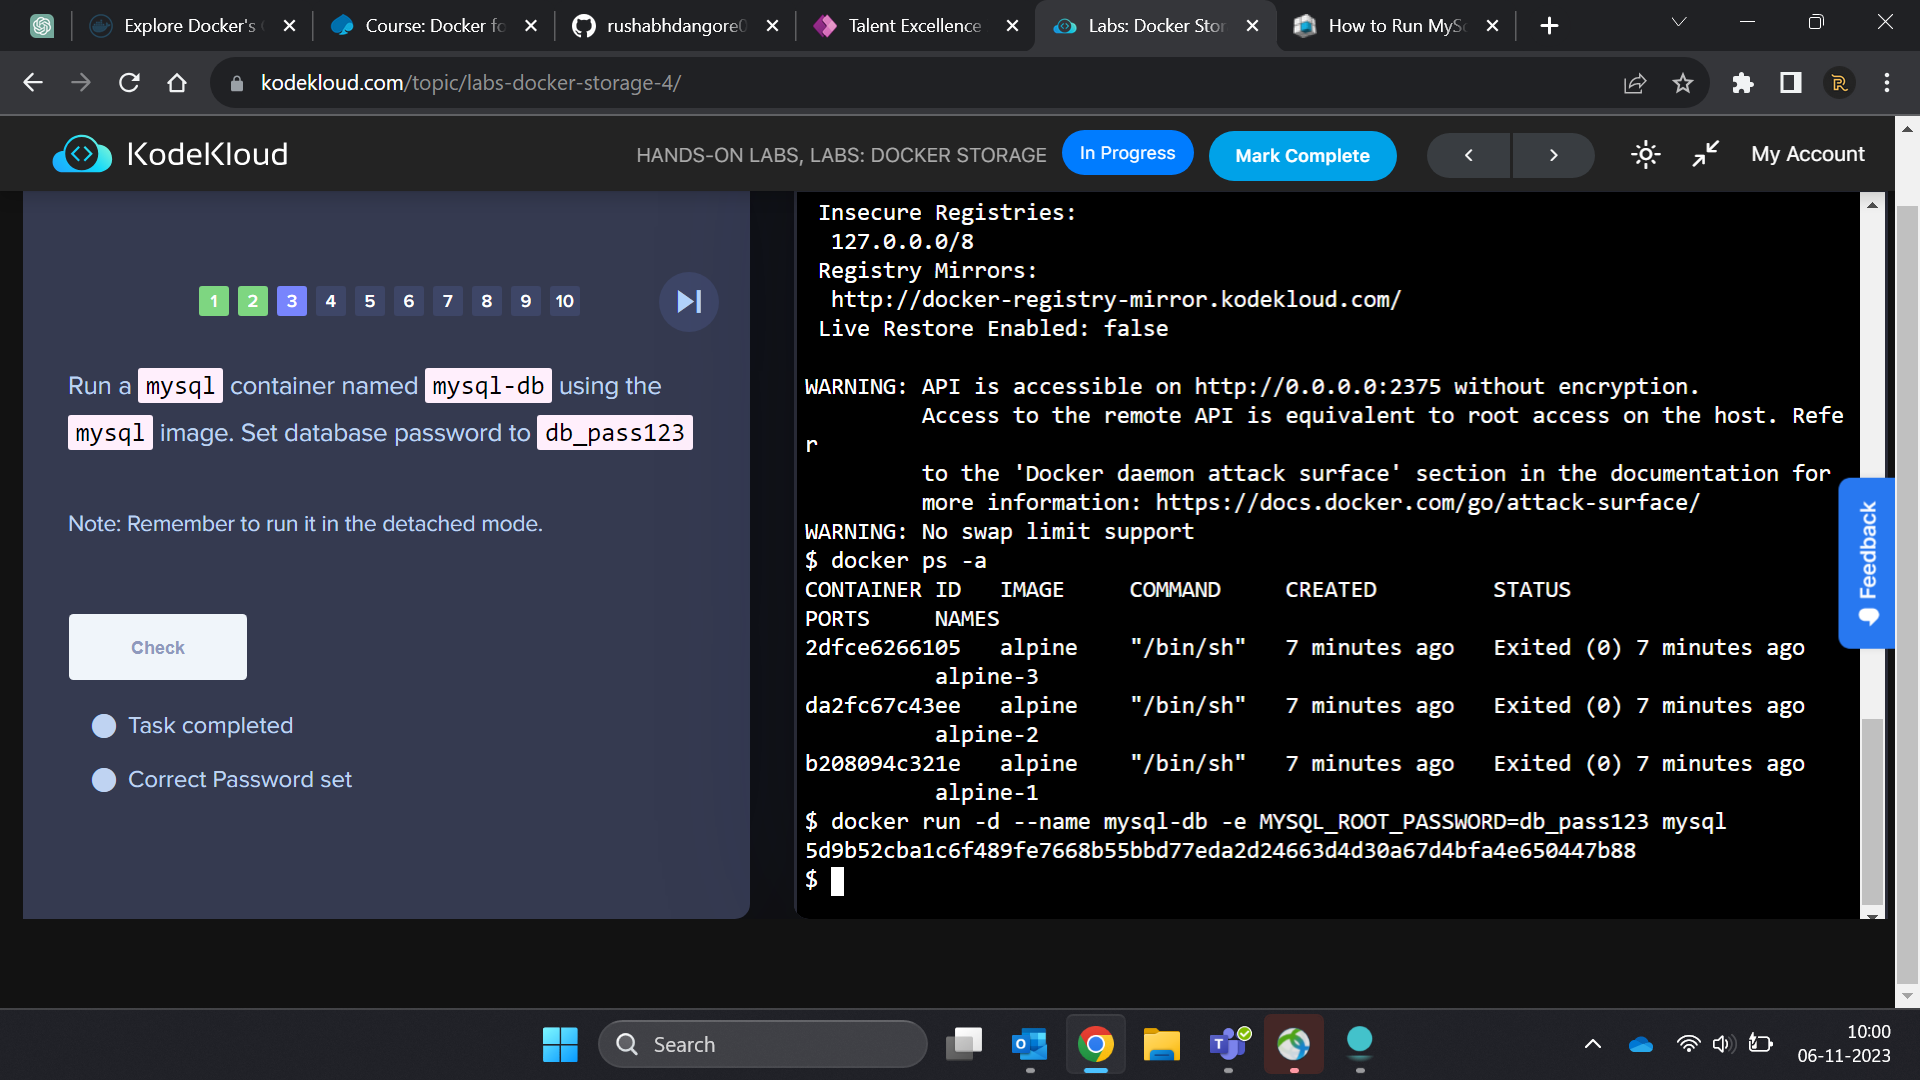 Explore Docker's
Course: Docker fo
rushabhdangore0
Talent Excellence
Labs: Docker Stor
How to Run MySQ
kodekloud.com/topic/labs-docker-storage-4/
KodeKloud
HANDS-ON LABS, LABS: DOCKER STORAGE
In Progress
Mark Complete
My Account
1 2 3 4 5 6 7 8 9 10
Run a mysql container named mysql-db using the
mysql image. Set database password to db_pass123
Note: Remember to run it in the detached mode.
Check
Task completed
Correct Password set
Insecure Registries:
127.0.0.0/8
Registry Mirrors:
http://docker-registry-mirror.kodekloud.com/
Live Restore Enabled: false
WARNING: API is accessible on http://0.0.0.0:2375 without encryption.
Access to the remote API is equivalent to root access on the host. Refe
r
to the 'Docker daemon attack surface' section in the documentation for
more information: https://docs.docker.com/go/attack-surface/
WARNING: No swap limit support
$ docker ps -a
CONTAINER ID IMAGE COMMAND CREATED STATUS
PORTS NAMES
2dfce6266105 alpine "/bin/sh" 7 minutes ago Exited (0) 7 minutes ago
alpine-3
da2fc67c43ee alpine "/bin/sh" 7 minutes ago Exited (0) 7 minutes ago
alpine-2
b208094c321e alpine "/bin/sh" 7 minutes ago Exited (0) 7 minutes ago
alpine-1
$ docker run -d --name mysql-db -e MYSQL_ROOT_PASSWORD=db_pass123 mysql
5d9b52cba1c6f489fe7668b55bbd77eda2d24663d4d30a67d4bfa4e650447b88
$
Feedback
Search
10:00
06-11-2023